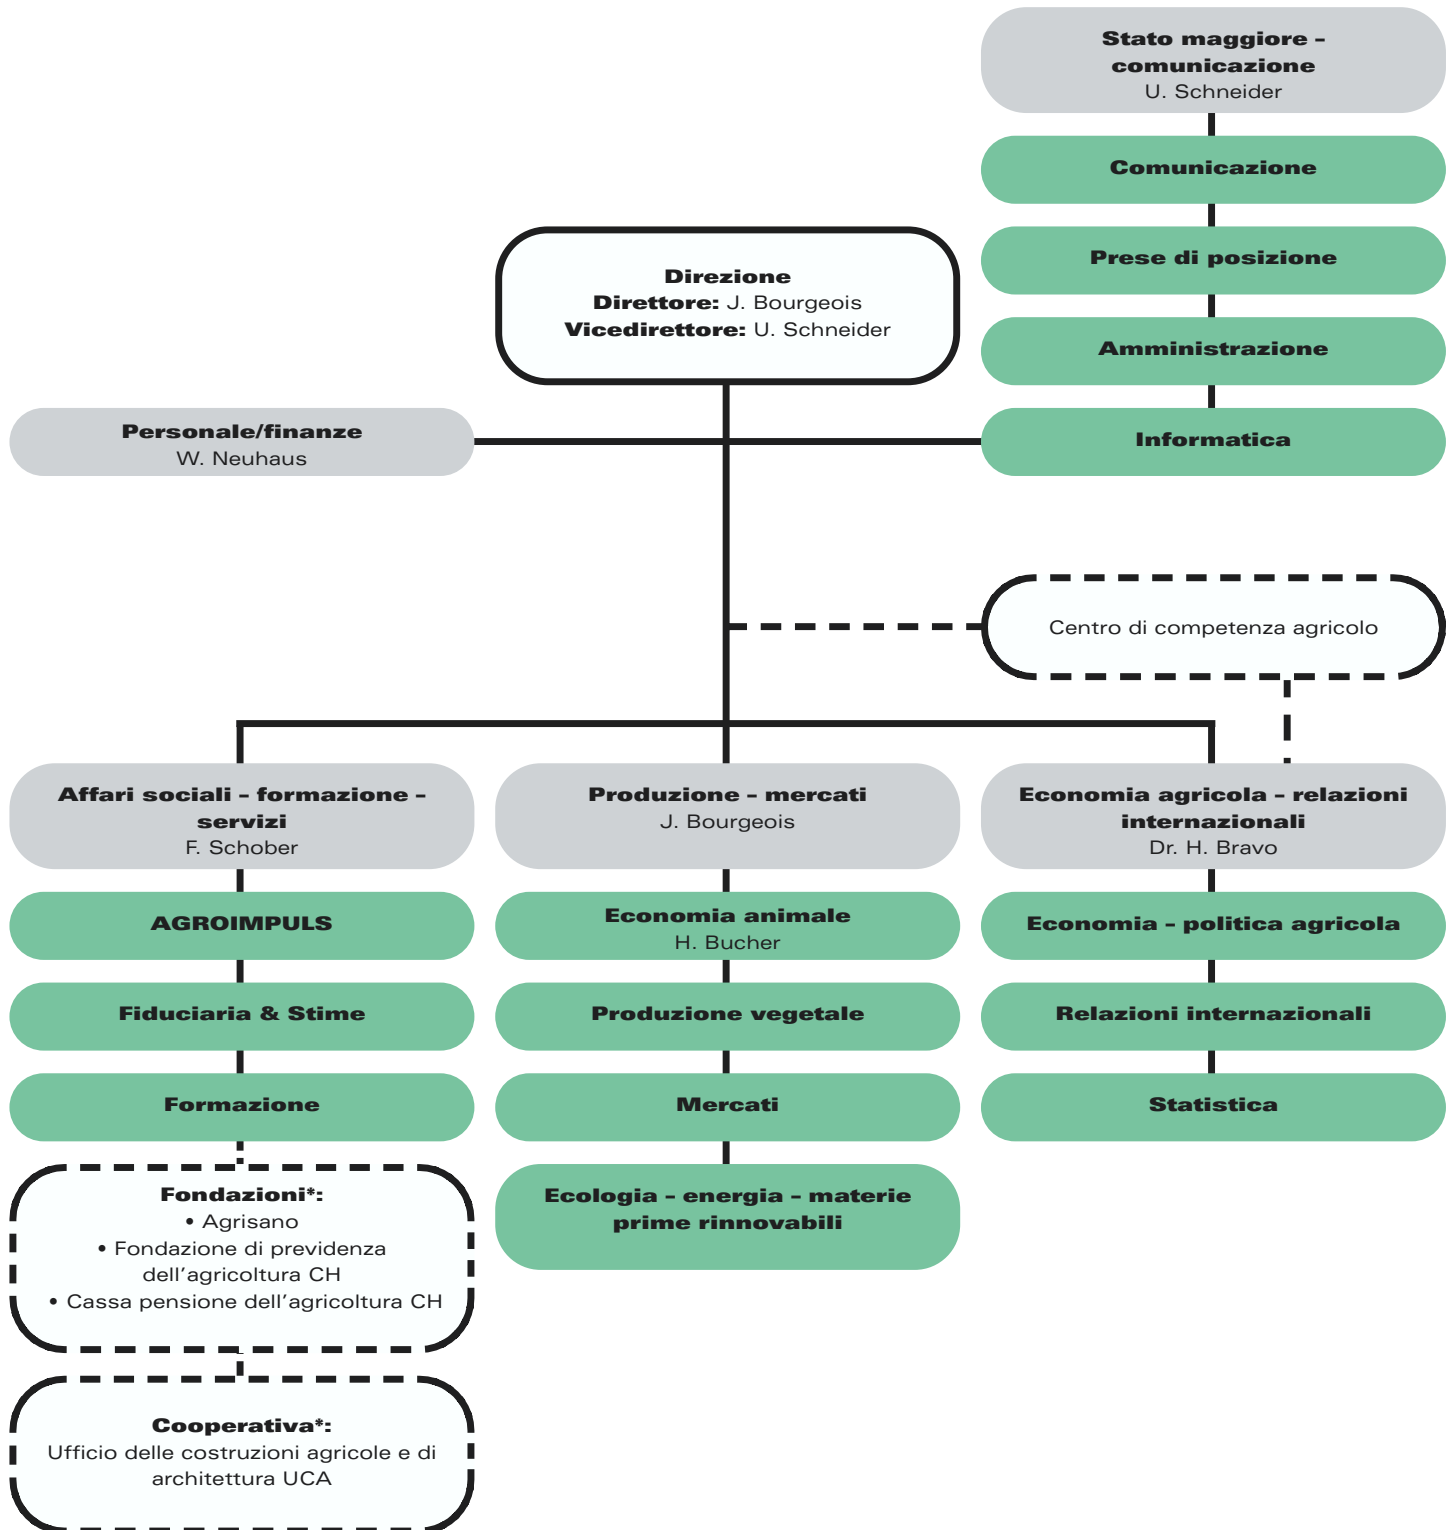 Stato maggiore –
comunicazione
U. Schneider
Comunicazione
Prese di posizione
Amministrazione
Informatica
Direzione
Direttore: J. Bourgeois
Vicedirettore: U. Schneider
Personale/finanze
W. Neuhaus
Centro di competenza agricolo
Affari sociali – formazione –
servizi
F. Schober
AGROIMPULS
Fiduciaria & Stime
Formazione
Fondazioni*:
• Agrisano
• Fondazione di previdenza
dell’agricoltura CH
• Cassa pensione dell’agricoltura CH
Cooperativa*:
Ufficio delle costruzioni agricole e di
architettura UCA
Produzione – mercati
J. Bourgeois
Economia animale
H. Bucher
Produzione vegetale
Mercati
Ecologia – energia – materie
prime rinnovabili
Economia agricola – relazioni
internazionali
Dr. H. Bravo
Economia – politica agricola
Relazioni internazionali
Statistica